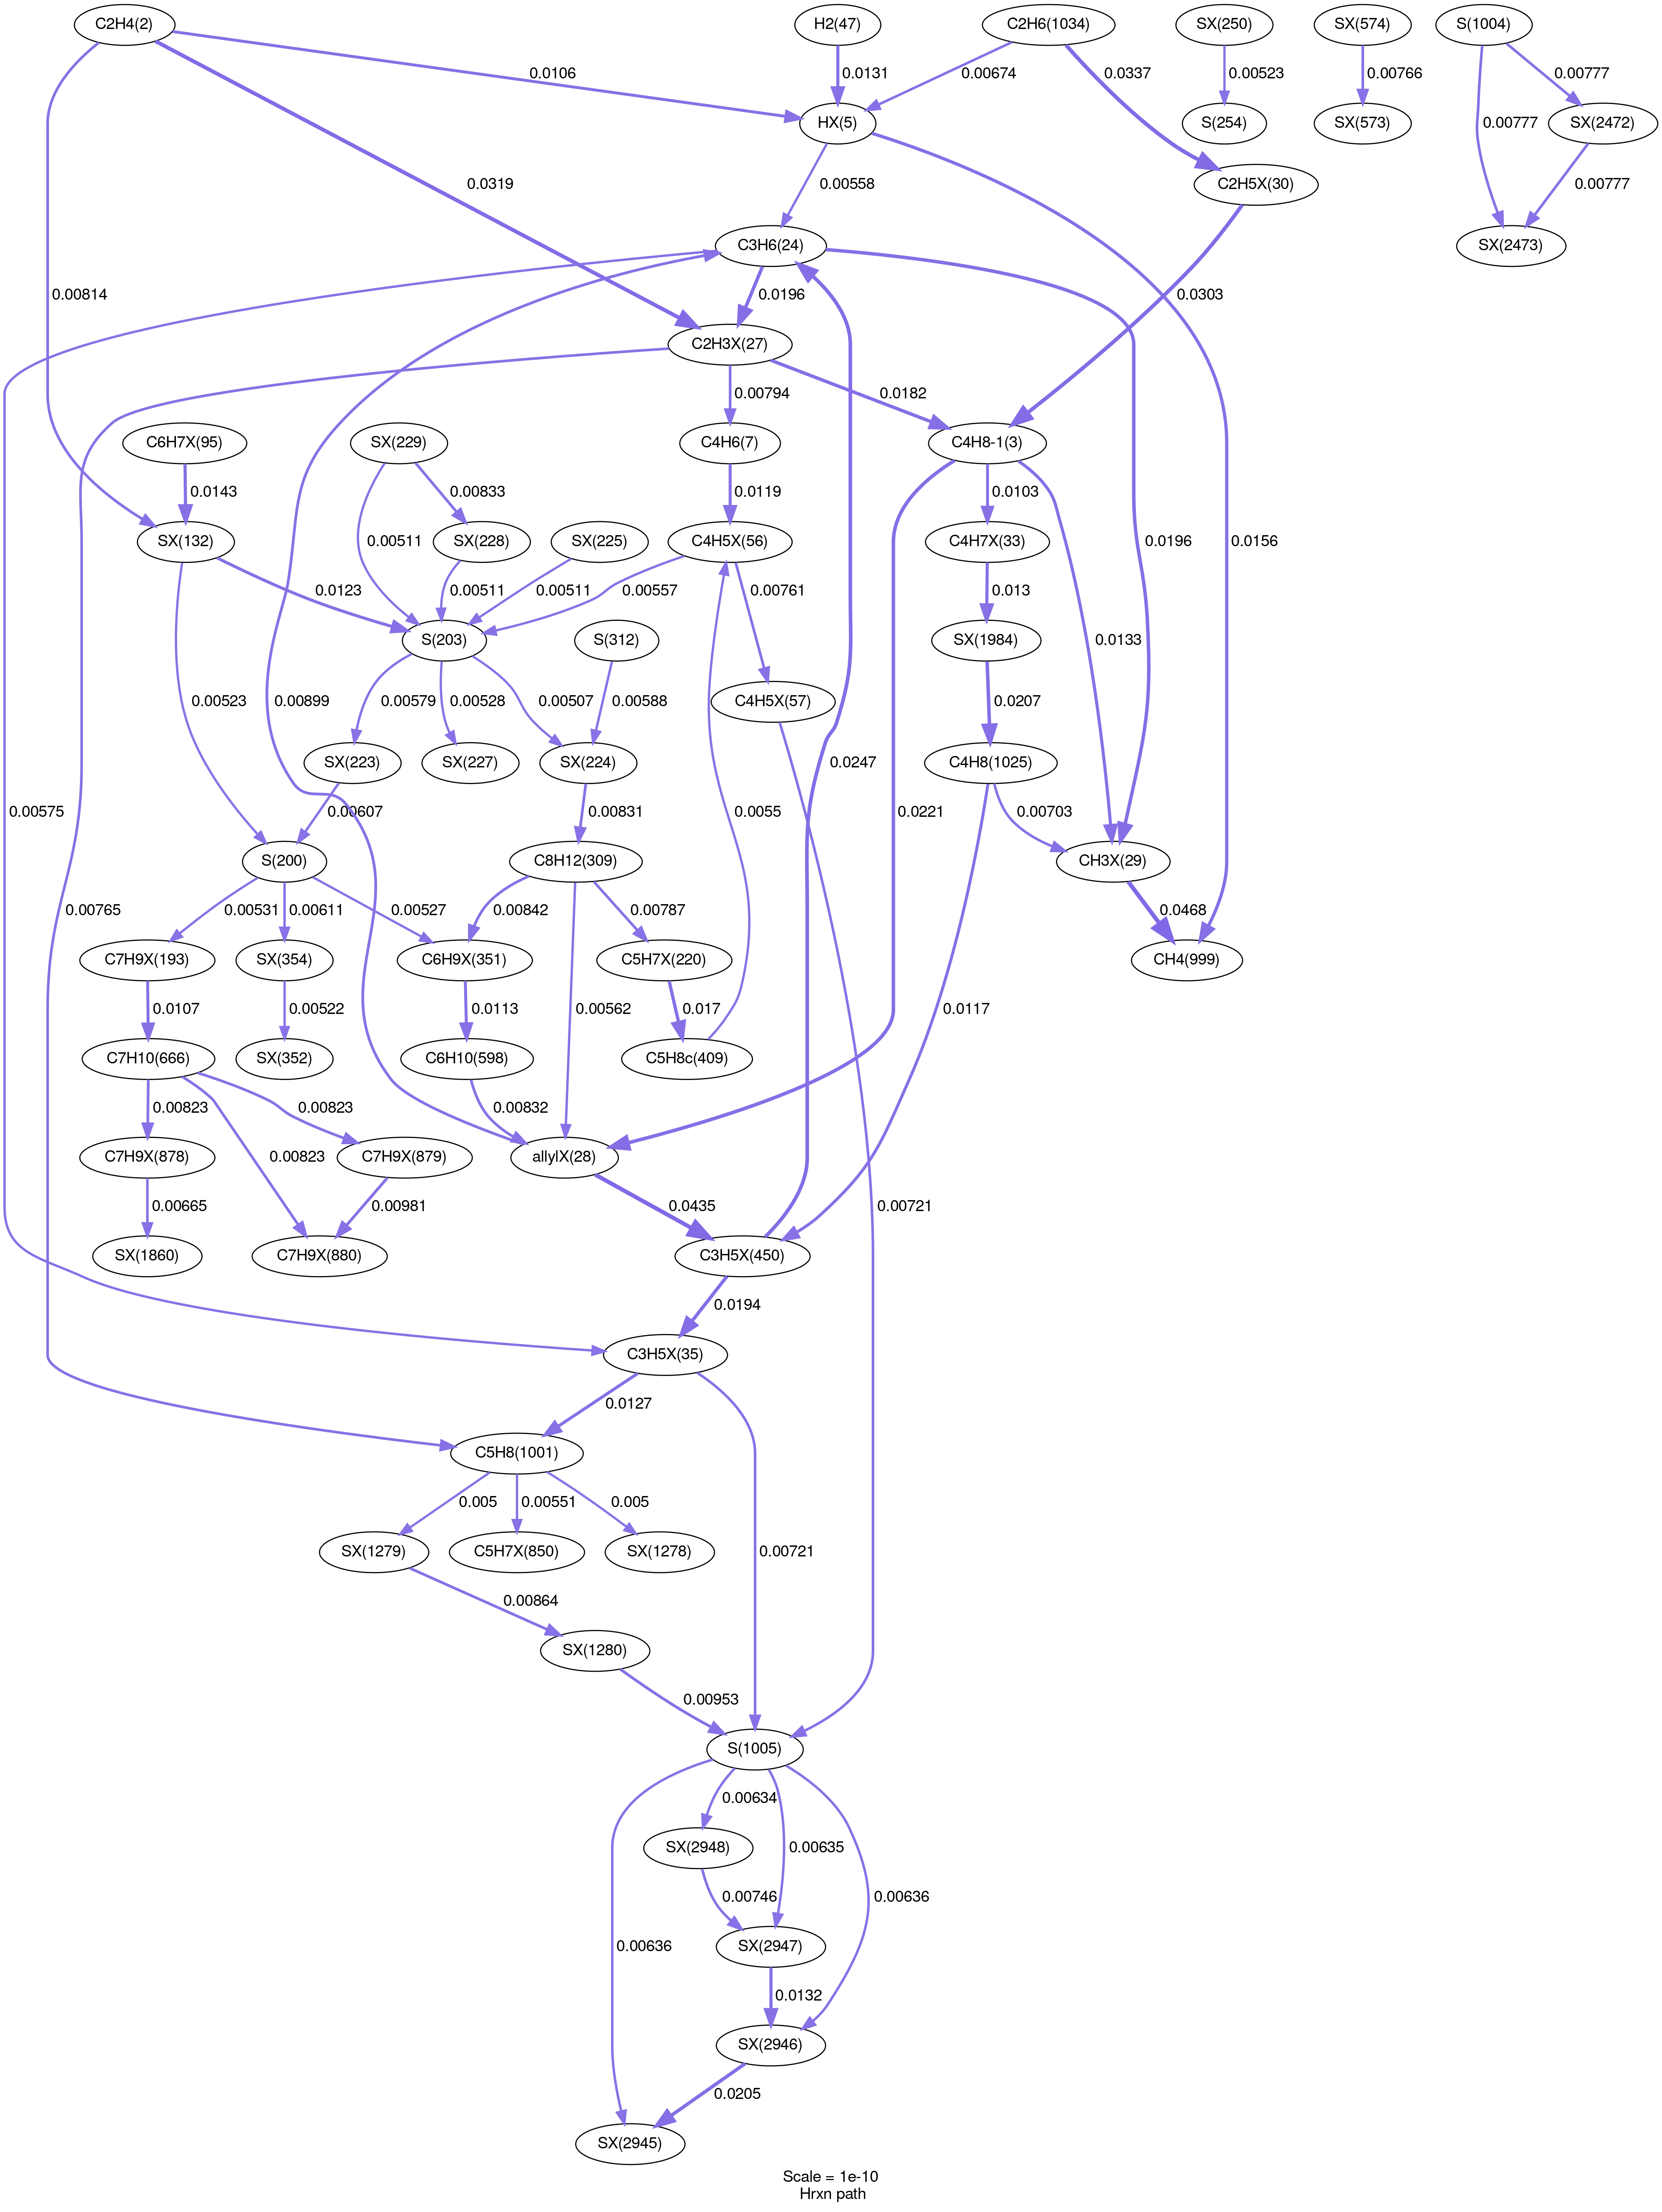 C2H4(2)
H2(47)
C2H6(1034)
SX(250)
SX(574)
S(1004)
0.0106
0.0131
0.00674
0.0337
0.00523
0.00766
0.00777
HX(5)
S(254)
SX(573)
SX(2472)
0.00777
0.0319
0.00558
C2H5X(30)
0.00777
C3H6(24)
SX(2473)
0.00814
0.0196
0.0303
C2H3X(27)
0.00794
0.0182
C6H7X(95)
SX(229)
C4H6(7)
C4H8-1(3)
0.0143
0.00833
0.0119
0.0103
SX(132)
0.00511
SX(228)
SX(225)
C4H5X(56)
C4H7X(33)
0.0196
0.0156
0.0123
0.00511
0.00511
0.00557
0.00761
0.013
0.0133
S(203)
S(312)
SX(1984)
0.00523
0.00899
0.00579
0.00528
0.00507
0.00588
C4H5X(57)
0.0207
SX(223)
SX(227)
SX(224)
0.0247
C4H8(1025)
0.00575
0.00607
0.00831
0.0055
0.0221
0.00703
S(200)
C8H12(309)
CH3X(29)
0.00765
0.00531
0.00611
0.00527
0.00842
0.00787
0.0468
C7H9X(193)
SX(354)
C6H9X(351)
C5H7X(220)
CH4(999)
0.0107
0.00522
0.0113
0.00562
0.017
0.0117
C7H10(666)
SX(352)
C6H10(598)
C5H8c(409)
0.00823
0.00823
0.00832
C7H9X(878)
0.00823
C7H9X(879)
allylX(28)
0.00665
0.00981
0.0435
0.00721
SX(1860)
C7H9X(880)
C3H5X(450)
0.0194
C3H5X(35)
0.0127
C5H8(1001)
0.005
0.00551
0.005
SX(1279)
C5H7X(850)
SX(1278)
0.00721
0.00864
SX(1280)
0.00953
S(1005)
0.00634
SX(2948)
0.00635
0.00746
0.00636
SX(2947)
0.00636
0.0132
SX(2946)
0.0205
SX(2945)
Scale = 1e-10
Hrxn path